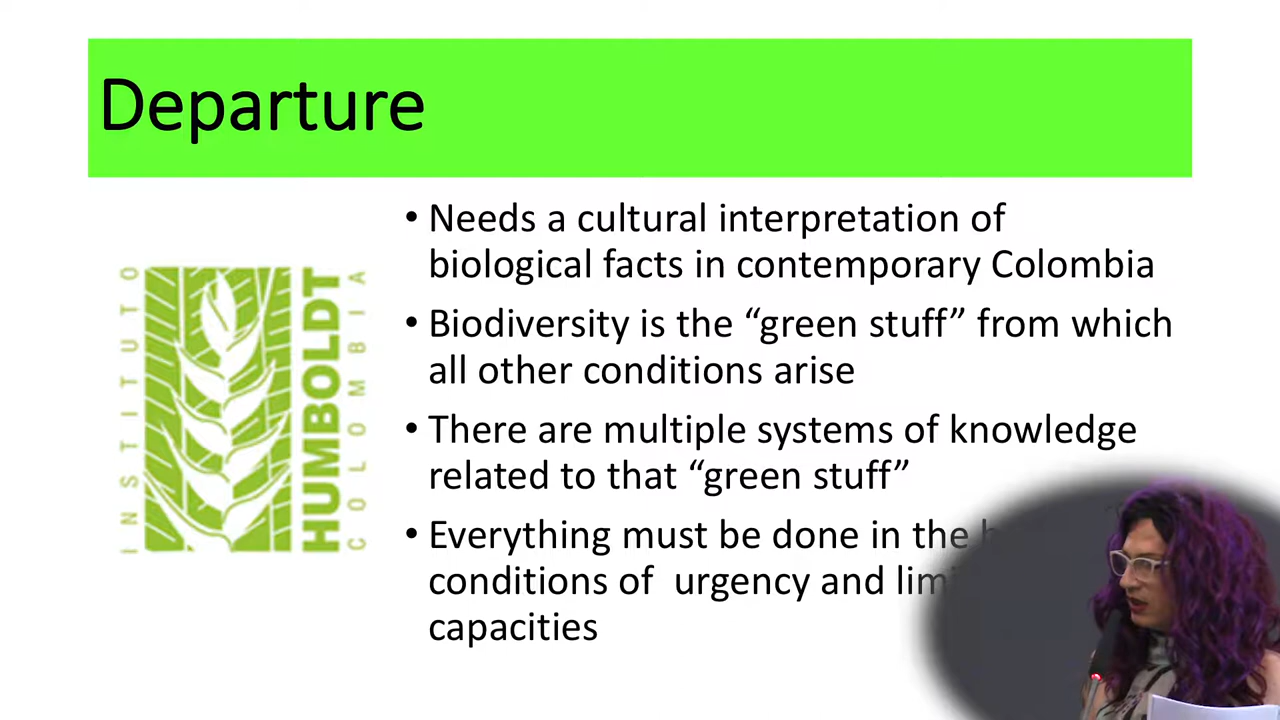 Departure
• Needs a cultural interpretation of
biological facts in contemporary Colombia
• Biodiversity is the “green stuff” from which
all other conditions arise
• There are multiple systems of knowledge
related to that “green stuff”
• Everything must be done in the
conditions of  urgency and
capacities
INSTITUTO
HUMBOLDT
COLOMBIA